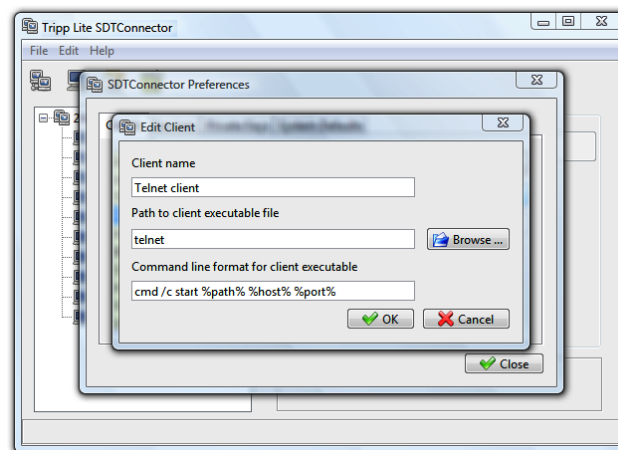 Tripp Lite SDTConnector
File Edit Help
SDTConnector Preferences
Edit Client
Client name
Telnet client
Path to client executable file
telnet
Browse ...
Command line format for client executable
cmd /c start %path% %host% %port%
OK
Cancel
Close